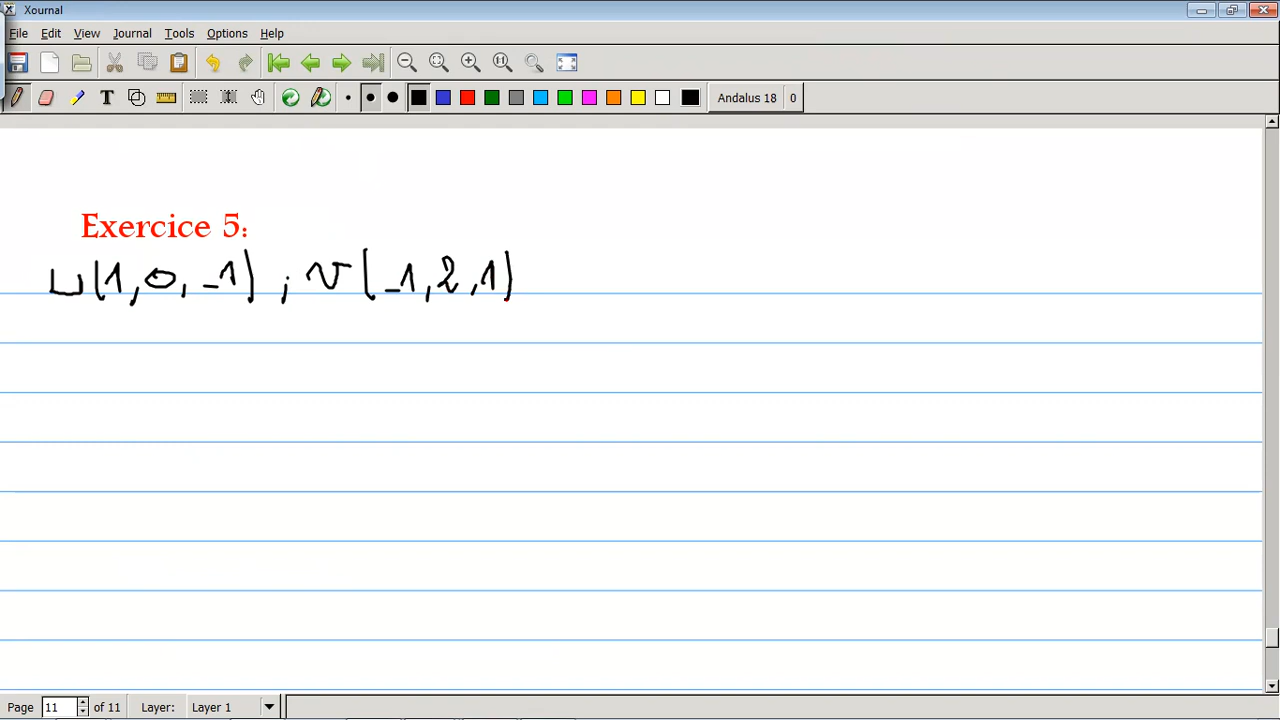 Xournal
File Edit View Journal Tools Options Help
T Andalus 18 0
Exercice 5:
u(1,0,-1) ; v(-1,2,1)
Page 11 of 11 Layer: Layer 1